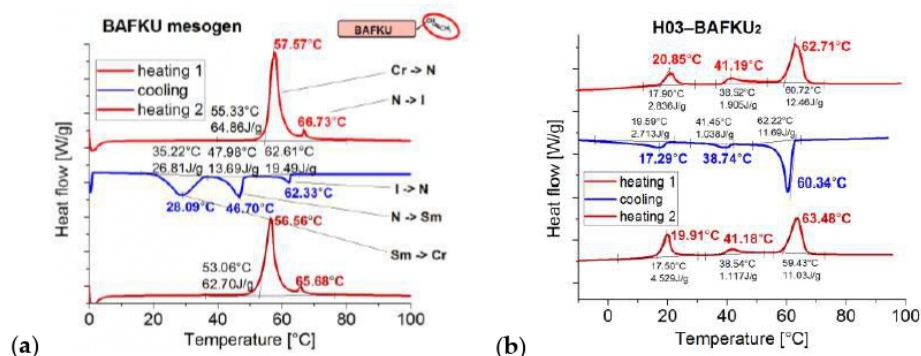 BAFKU mesogen
BAFKU
57.57°C
heating 1
cooling
heating 2
Cr -> N
N -> I
55.33°C
64.86J/g
66.73°C
35.22°C 47.98°C 62.61°C
26.81J/g 13.69J/g 19.49J/g
62.33°C
I -> N
28.09°C
46.70°C
N -> Sm
56.56°C
Sm -> Cr
53.06°C
62.70J/g
65.68°C
Heat flow [W/g]
0 20 40 60 80 100
Temperature [°C]
(a)
H03–BAFKU₂
heating 1
cooling
heating 2
20.85°C
41.19°C
62.71°C
17.90°C
2.836J/g
38.52°C
1.905J/g
60.72°C
12.46J/g
19.59°C
2.713J/g
41.45°C
1.038J/g
62.22°C
11.69J/g
17.29°C
38.74°C
60.34°C
19.91°C
41.18°C
63.48°C
17.50°C
4.529J/g
38.54°C
1.117J/g
59.43°C
11.03J/g
Heat flow [W/g]
0 20 40 60 80 100
Temperature [°C]
(b)